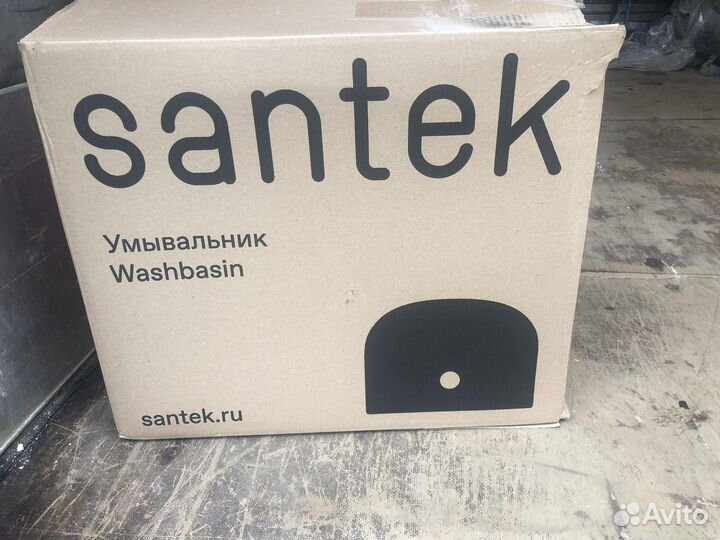 santek
Умывальник
Washbasin
santek.ru
Avito